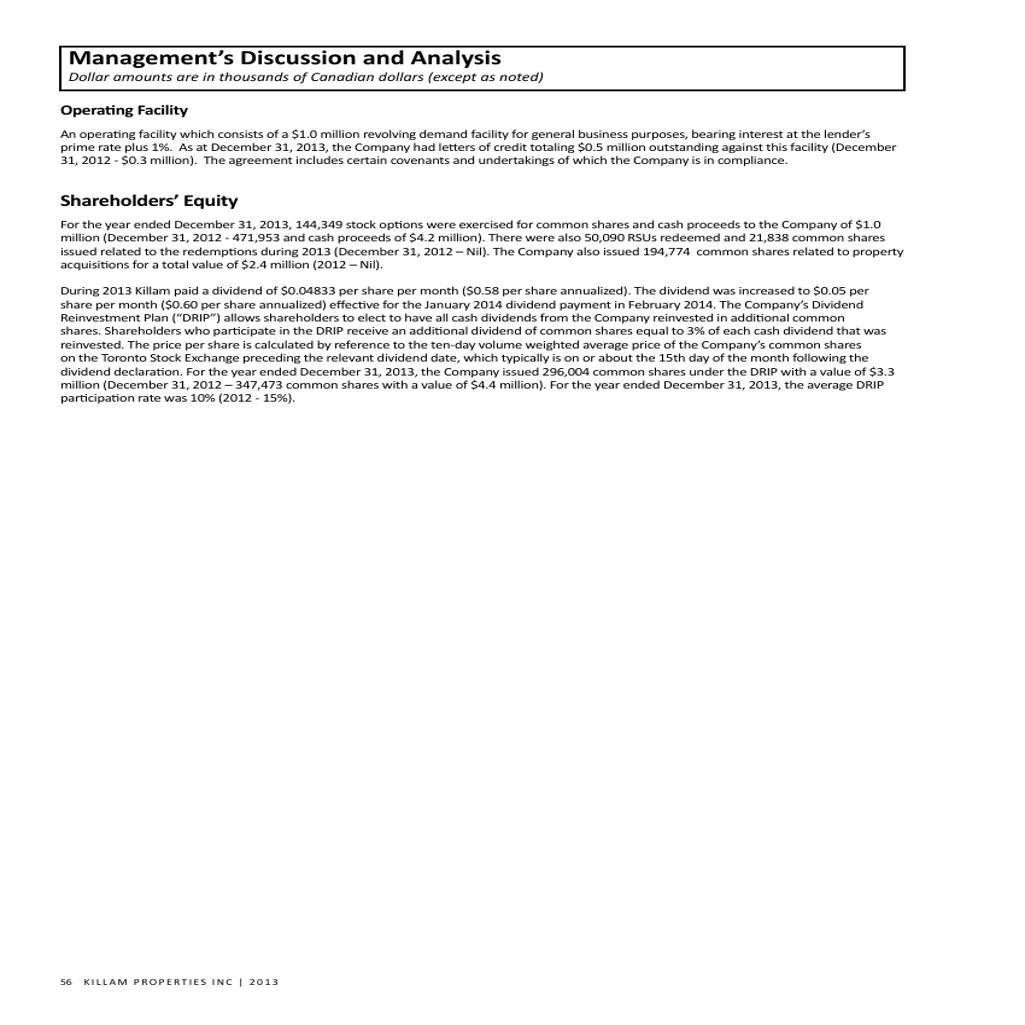 Management’s Discussion and Analysis
Dollar amounts are in thousands of Canadian dollars (except as noted)
Operating Facility
An operating facility which consists of a $1.0 million revolving demand facility for general business purposes, bearing interest at the lender’s
prime rate plus 1%.  As at December 31, 2013, the Company had letters of credit totaling $0.5 million outstanding against this facility (December
31, 2012 - $0.3 million).  The agreement includes certain covenants and undertakings of which the Company is in compliance.
Shareholders’ Equity
For the year ended December 31, 2013, 144,349 stock options were exercised for common shares and cash proceeds to the Company of $1.0
million (December 31, 2012 - 471,953 and cash proceeds of $4.2 million). There were also 50,090 RSUs redeemed and 21,838 common shares
issued related to the redemptions during 2013 (December 31, 2012 – Nil). The Company also issued 194,774  common shares related to property
acquisitions for a total value of $2.4 million (2012 – Nil).
During 2013 Killam paid a dividend of $0.04833 per share per month ($0.58 per share annualized). The dividend was increased to $0.05 per
share per month ($0.60 per share annualized) effective for the January 2014 dividend payment in February 2014. The Company’s Dividend
Reinvestment Plan (“DRIP”) allows shareholders to elect to have all cash dividends from the Company reinvested in additional common
shares. Shareholders who participate in the DRIP receive an additional dividend of common shares equal to 3% of each cash dividend that was
reinvested. The price per share is calculated by reference to the ten-day volume weighted average price of the Company’s common shares
on the Toronto Stock Exchange preceding the relevant dividend date, which typically is on or about the 15th day of the month following the
dividend declaration. For the year ended December 31, 2013, the Company issued 296,004 common shares under the DRIP with a value of $3.3
million (December 31, 2012 – 347,473 common shares with a value of $4.4 million). For the year ended December 31, 2013, the average DRIP
participation rate was 10% (2012 - 15%).
56 KILLAM PROPERTIES INC | 2013